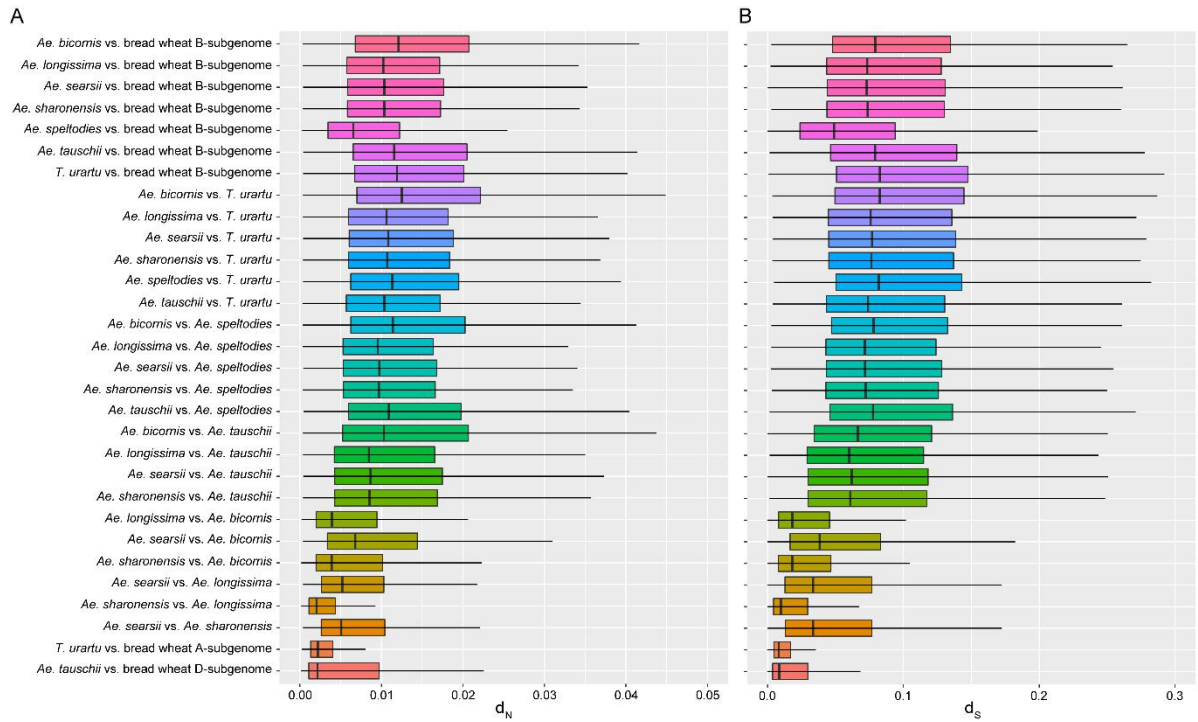 A
B
Ae. bicornis vs. bread wheat B-subgenome
Ae. longissima vs. bread wheat B-subgenome
Ae. searsii vs. bread wheat B-subgenome
Ae. sharonensis vs. bread wheat B-subgenome
Ae. speltodies vs. bread wheat B-subgenome
Ae. tauschii vs. bread wheat B-subgenome
T. urartu vs. bread wheat B-subgenome
Ae. bicornis vs. T. urartu
Ae. longissima vs. T. urartu
Ae. searsii vs. T. urartu
Ae. sharonensis vs. T. urartu
Ae. speltodies vs. T. urartu
Ae. tauschii vs. T. urartu
Ae. bicornis vs. Ae. speltodies
Ae. longissima vs. Ae. speltodies
Ae. searsii vs. Ae. speltodies
Ae. sharonensis vs. Ae. speltodies
Ae. tauschii vs. Ae. speltodies
Ae. bicornis vs. Ae. tauschii
Ae. longissima vs. Ae. tauschii
Ae. searsii vs. Ae. tauschii
Ae. sharonensis vs. Ae. tauschii
Ae. longissima vs. Ae. bicornis
Ae. searsii vs. Ae. bicornis
Ae. sharonensis vs. Ae. bicornis
Ae. searsii vs. Ae. longissima
Ae. sharonensis vs. Ae. longissima
Ae. searsii vs. Ae. sharonensis
T. urartu vs. bread wheat A-subgenome
Ae. tauschii vs. bread wheat D-subgenome
0.00 0.01 0.02 0.03 0.04 0.05
d_N
0.0 0.1 0.2 0.3
d_S